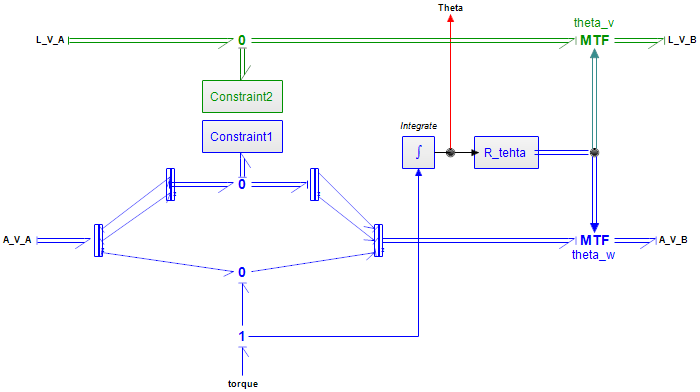 Theta
theta_v
L_V_A
0
MTF
L_V_B
Constraint2
Constraint1
Integrate
∫
R_tehta
0
A_V_A
MTF
A_V_B
theta_w
0
1
torque